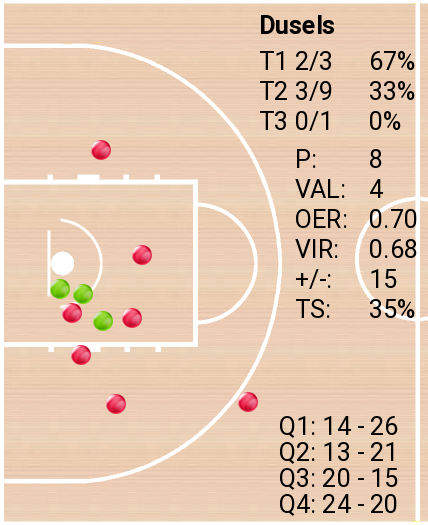 Dusels
T1 2/3 67%
T2 3/9 33%
T3 0/1 0%
P: 8
VAL: 4
OER: 0.70
VIR: 0.68
+/-: 15
TS: 35%
Q1: 14 - 26
Q2: 13 - 21
Q3: 20 - 15
Q4: 24 - 20